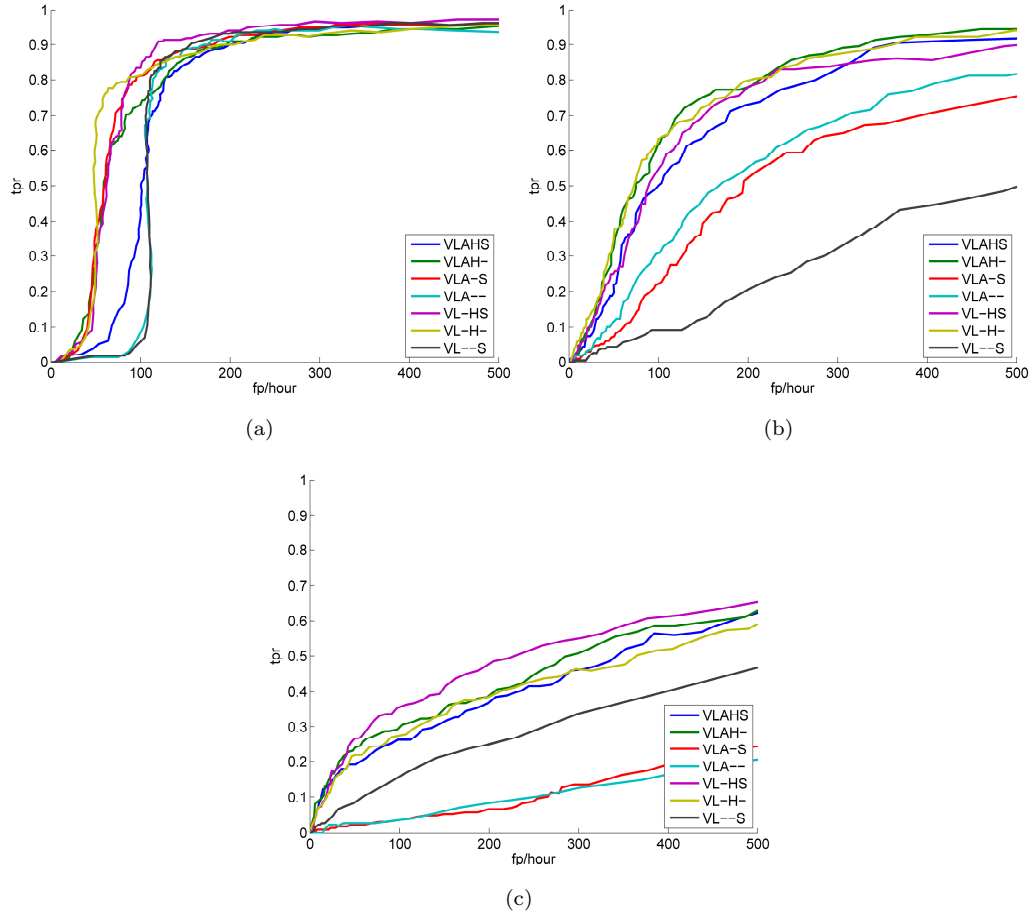 1
0.9
0.8
0.7
0.6
0.5
0.4
0.3
0.2
0.1
0
tpr
0 100 200 300 400 500
fp/hour
VLAHS
VLAH-
VLA-S
VLA--
VL-HS
VL-H-
VL--S
(a)
1
0.9
0.8
0.7
0.6
0.5
0.4
0.3
0.2
0.1
0
tpr
0 100 200 300 400 500
fp/hour
VLAHS
VLAH-
VLA-S
VLA--
VL-HS
VL-H-
VL--S
(b)
1
0.9
0.8
0.7
0.6
0.5
0.4
0.3
0.2
0.1
0
tpr
0 100 200 300 400 500
fp/hour
VLAHS
VLAH-
VLA-S
VLA--
VL-HS
VL-H-
VL--S
(c)